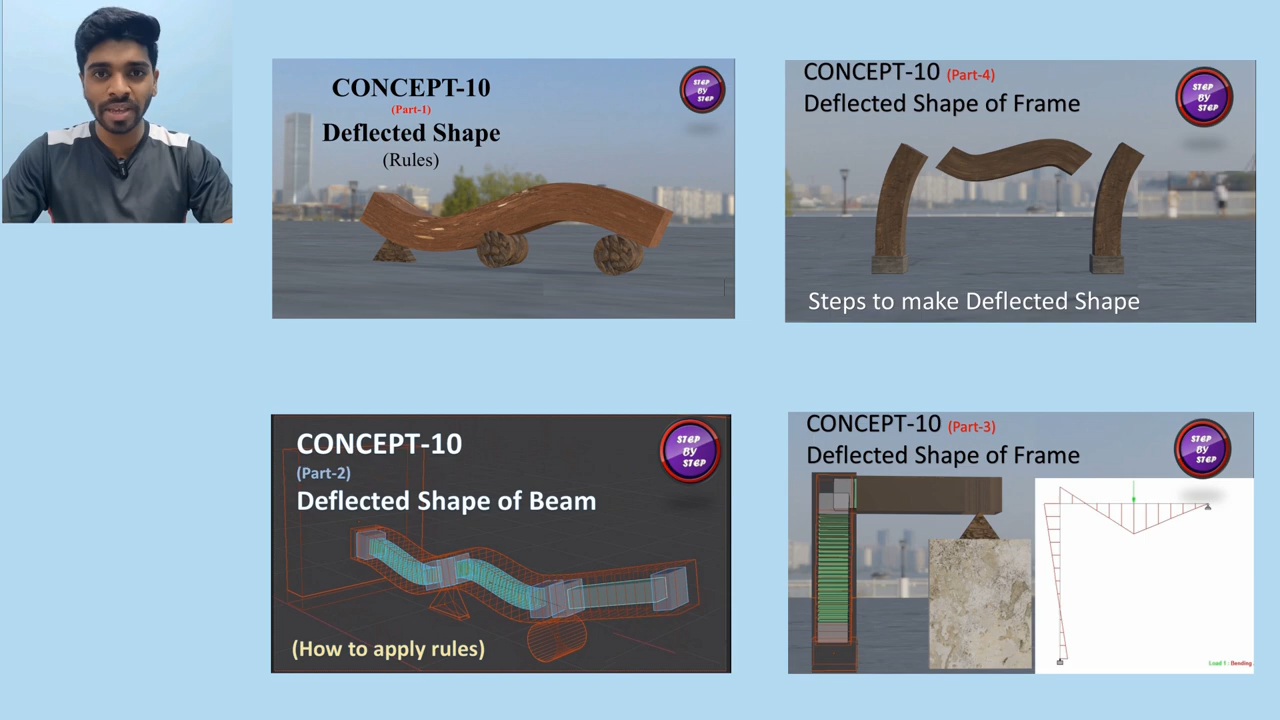 CONCEPT-10
(Part-1)
Deflected Shape
(Rules)
STEP
BY
STEP
CONCEPT-10 (Part-4)
Deflected Shape of Frame
STEP
BY
STEP
Steps to make Deflected Shape
CONCEPT-10
(Part-2)
Deflected Shape of Beam
STEP
BY
STEP
(How to apply rules)
CONCEPT-10 (Part-3)
Deflected Shape of Frame
STEP
BY
STEP
Load 1 : Bending